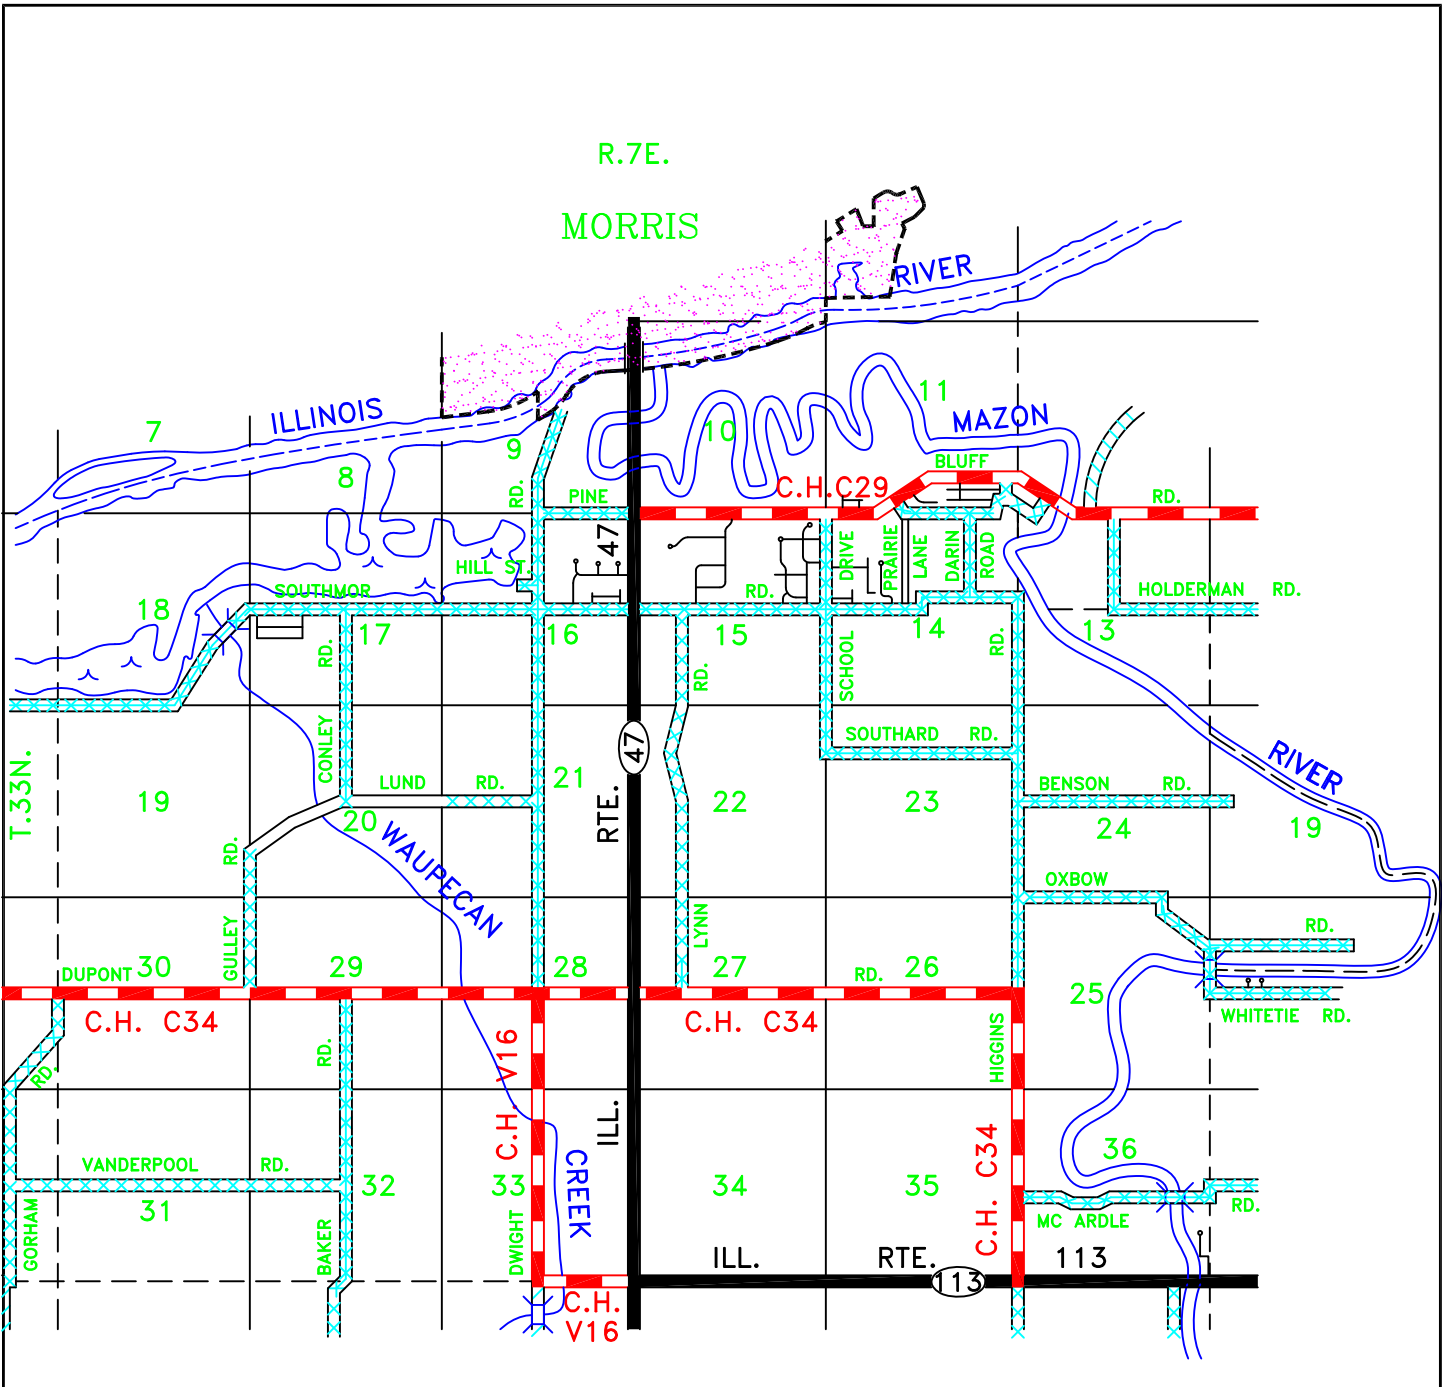 R.7E.
MORRIS
RIVER
ILLINOIS
7
8
9
10
11
MAZON
BLUFF
RD.
C.H.C29
PINE
RD.
47
HILL ST.
SOUTHMOR
RD.
DRIVE
PRAIRIE
LANE
DARIN
ROAD
HOLDERMAN RD.
18
17
16
15
14
13
RD.
RD.
SCHOOL
RD.
CONLEY
SOUTHARD RD.
47
RIVER
T.33N.
19
LUND RD.
20
21
RTE.
22
23
BENSON RD.
24
19
RD.
GULLEY
WAUPECAN
LYNN
OXBOW
RD.
DUPONT
30
29
28
27
RD.
26
25
C.H. C34
C.H. C34
WHITETIE RD.
RD.
RD.
C.H. V16
HIGGINS
ILL.
C.H. C34
VANDERPOOL RD.
31
32
33
34
35
36
CREEK
GORHAM
BAKER
DWIGHT
MC ARDLE
RD.
ILL. RTE. 113
113
C.H.
V16